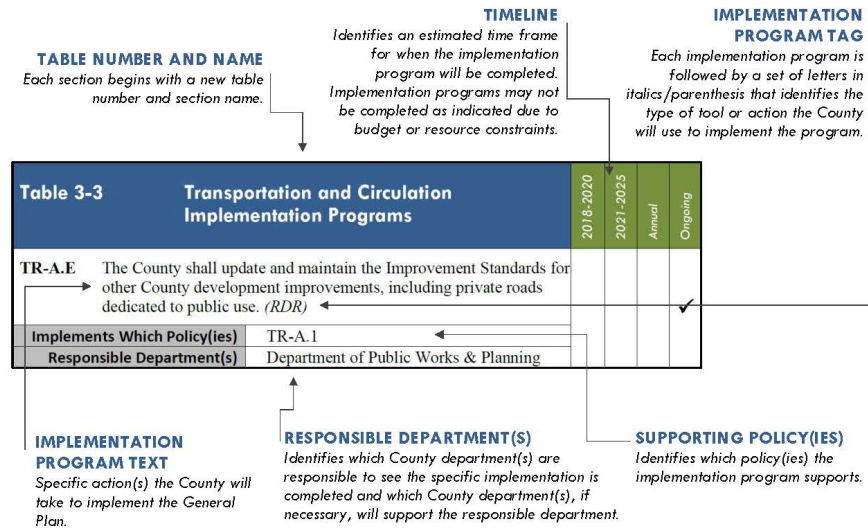 TABLE NUMBER AND NAME
Each section begins with a new table
number and section name.
TIMELINE
Identifies an estimated time frame
for when the implementation
program will be completed.
Implementation programs may not
be completed as indicated due to
budget or resource constraints.
IMPLEMENTATION
PROGRAM TAG
Each implementation program is
followed by a set of letters in
italics/parenthesis that identifies the
type of tool or action the County
will use to implement the program.
Table 3-3 Transportation and Circulation
Implementation Programs
2018-2020
2021-2025
Annual
Ongoing
TR-A.E The County shall update and maintain the Improvement Standards for
other County development improvements, including private roads
dedicated to public use. (RDR)
✓
Implements Which Policy(ies) TR-A.1
Responsible Department(s) Department of Public Works & Planning
IMPLEMENTATION
PROGRAM TEXT
Specific action(s) the County will
take to implement the General
Plan.
RESPONSIBLE DEPARTMENT(S)
Identifies which County department(s) are
responsible to see the specific implementation is
completed and which County department(s), if
necessary, will support the responsible department.
SUPPORTING POLICY(IES)
Identifies which policy(ies) the
implementation program supports.